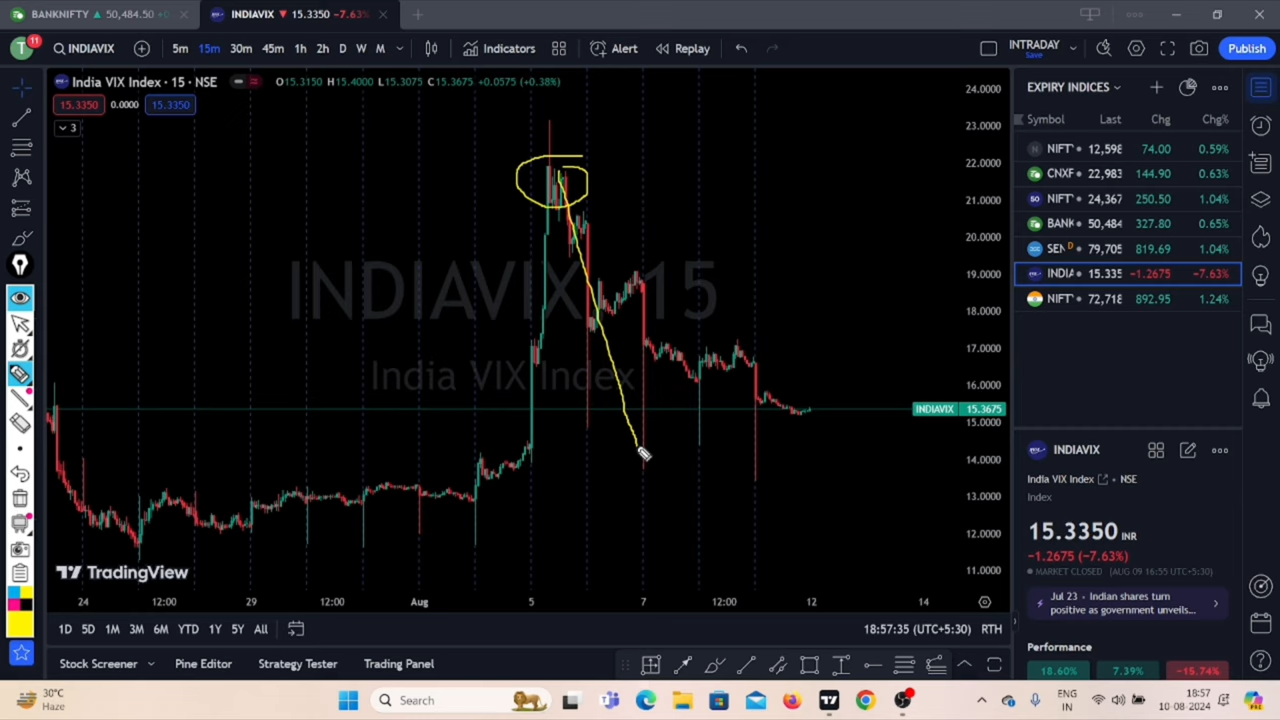 BANKNIFTY ▲ 50,484.50 +0
INDIAVIX ▼ 15.3350 −7.63%
T 11
INDIAVIX
5m 15m 30m 45m 1h 2h D W M
Indicators
Alert
Replay
INTRADAY
Save
Publish
India VIX Index · 15 · NSE
O15.3150 H15.4000 L15.3075 C15.3675 +0.0575 (+0.38%)
15.3350 0.0000 15.3350
3
INDIAVIX, 15
India VIX Index
24.0000
23.0000
22.0000
21.0000
20.0000
19.0000
18.0000
17.0000
16.0000
INDIAVIX 15.3675
15.0000
14.0000
13.0000
12.0000
11.0000
TradingView
24 12:00 29 12:00 Aug 5 7 12:00 12 14
1D 5D 1M 3M 6M YTD 1Y 5Y All
18:57:35 (UTC+5:30) RTH
Stock Screener Pine Editor Strategy Tester Trading Panel
EXPIRY INDICES
Symbol Last Chg Chg%
NIFT 12,598 74.00 0.59%
CNXF 22,983 144.90 0.63%
50 NIFT 24,367 250.50 1.04%
BANK 50,484 327.80 0.65%
SEN D 79,705 819.69 1.04%
INDIA 15.335 −1.2675 −7.63%
NIFT 72,718 892.95 1.24%
INDIAVIX
India VIX Index · NSE
Index
15.3350 INR
−1.2675 (−7.63%)
MARKET CLOSED (AUG 09 16:55 UTC+5:30)
Jul 23 · Indian shares turn
positive as government unveils...
Performance
18.60% 7.39% −15.74%
30°C
Haze
Search
ENG
IN
18:57
10-08-2024